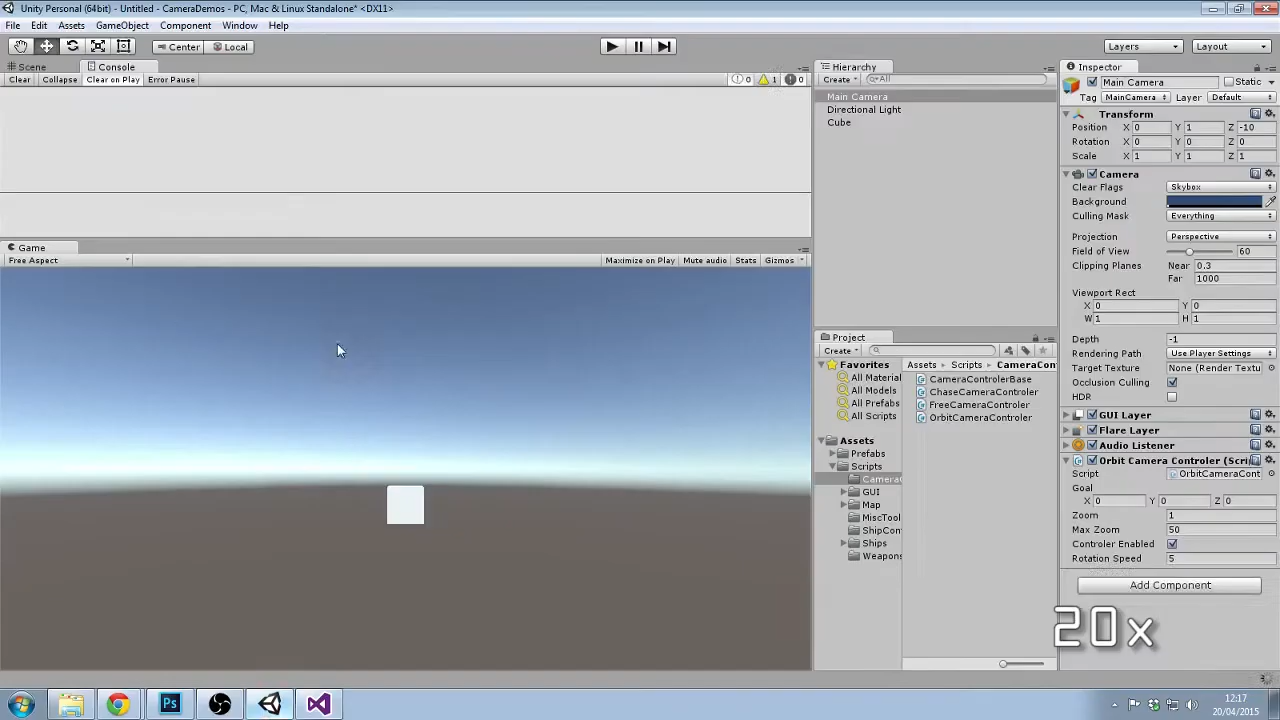 Unity Personal (64bit) - Untitled - CameraDemos - PC, Mac & Linux Standalone* <DX11>
File Edit Assets GameObject Component Window Help
Center Local
Layers Layout
Scene Console
Clear Collapse Clear on Play Error Pause 0 1 0
Game
Free Aspect Maximize on Play Mute audio Stats Gizmos
Hierarchy
Create All
Main Camera
Directional Light
Cube
Project
Create
Favorites
All Material
All Models
All Prefabs
All Scripts
Assets
Prefabs
Scripts
Camera
GUI
Map
MiscTool
ShipCon
Ships
Weapons
Assets Scripts CameraCon
CameraControlerBase
ChaseCameraControler
FreeCameraControler
OrbitCameraControler
Inspector
Main Camera Static
Tag MainCamera Layer Default
Transform
Position X 0 Y 1 Z -10
Rotation X 0 Y 0 Z 0
Scale X 1 Y 1 Z 1
Camera
Clear Flags Skybox
Background
Culling Mask Everything
Projection Perspective
Field of View 60
Clipping Planes Near 0.3
Far 1000
Viewport Rect
X 0 Y 0
W 1 H 1
Depth -1
Rendering Path Use Player Settings
Target Texture None (Render Textu
Occlusion Culling
HDR
GUI Layer
Flare Layer
Audio Listener
Orbit Camera Controler (Scri
Script OrbitCameraCont
Goal
X 0 Y 0 Z 0
Zoom 1
Max Zoom 50
Controler Enabled
Rotation Speed 5
Add Component
20x
Ps
12:17
20/04/2015